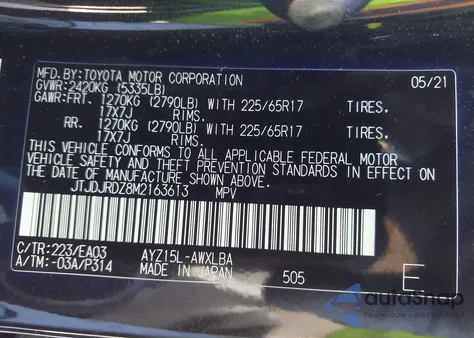 MFD.BY:TOYOTA MOTOR CORPORATION 05/21
GVWR:2420KG (5335LB)
GAWR:FRT. 1270KG (2790LB) WITH 225/65R17 TIRES.
17X7J RIMS.
RR. 1270KG (2790LB) WITH 225/65R17 TIRES.
17X7J RIMS.
THIS VEHICLE CONFORMS TO ALL APPLICABLE FEDERAL MOTOR
VEHICLE SAFETY AND THEFT PREVENTION STANDARDS IN EFFECT ON
THE DATE OF MANUFACTURE SHOWN ABOVE.
JTJDJRDZ8M2163613 MPV
C/TR:223/EA03 AYZ15L-AWXLBA
A/TM:-03A/P314 MADE IN JAPAN 505 E
autoSnap